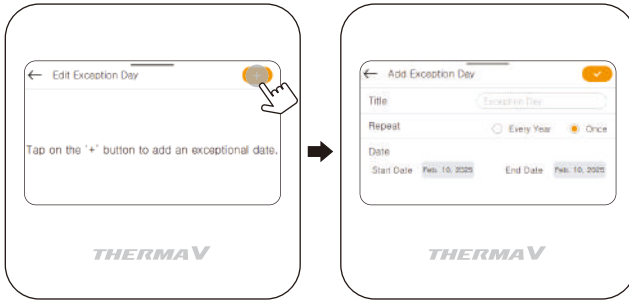 ← Edit Exception Day +
Tap on the '+' button to add an exceptional date.
THERMA V
← Add Exception Day
Title Exception Day
Repeat Every Year Once
Date
Start Date Feb. 10, 2025 End Date Feb. 10, 2025
THERMA V